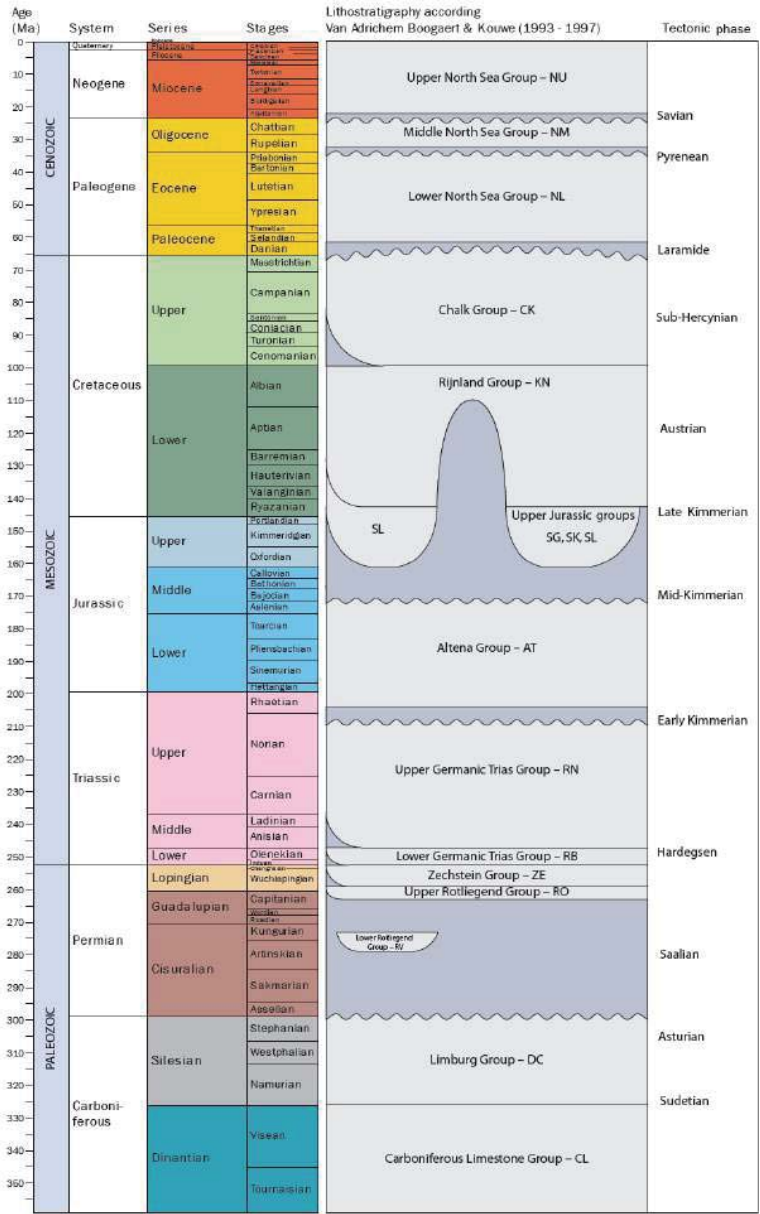 Age
(Ma)
System
Series
Stages
Lithostratigraphy according
Van Adrichem Boogaert & Kouwe (1993 - 1997)
Tectonic phase
0
10
20
30
40
50
60
70
80
90
100
110
120
130
140
150
160
170
180
190
200
210
220
230
240
250
260
270
280
290
300
310
320
330
340
350
CENOZOIC
MESOZOIC
PALEOZOIC
Quaternary
Neogene
Paleogene
Cretaceous
Jurassic
Triassic
Permian
Carboni-
ferous
Pleistocene
Pliocene
Miocene
Oligocene
Eocene
Paleocene
Upper
Lower
Upper
Middle
Lower
Upper
Middle
Lower
Lopingian
Guadalupian
Cisuralian
Silesian
Dinantian
Tortonian
Burdigalian
Chattian
Rupelian
Priabonian
Bartonian
Lutetian
Ypresian
Thanetian
Selandian
Danian
Maastrichtian
Campanian
Santonian
Coniacian
Turonian
Cenomanian
Albian
Aptian
Barremian
Hauterivian
Valanginian
Ryazanian
Portlandian
Kimmeridgian
Oxfordian
Callovian
Bathonian
Bajocian
Aalenian
Toarcian
Pliensbachian
Sinemurian
Hettangian
Rhaetian
Norian
Carnian
Ladinian
Anisian
Olenekian
Wuchiapingian
Capitanian
Wordian
Roadian
Kungurian
Artinskian
Sakmarian
Asselian
Stephanian
Westphalian
Namurian
Visean
Tournaisian
Upper North Sea Group – NU
Middle North Sea Group – NM
Lower North Sea Group – NL
Chalk Group – CK
Rijnland Group – KN
SL
Upper Jurassic groups
SG, SK, SL
Altena Group – AT
Upper Germanic Trias Group – RN
Lower Germanic Trias Group – RB
Zechstein Group – ZE
Upper Rotliegend Group – RO
Lower Rotliegend
Group – RV
Limburg Group – DC
Carboniferous Limestone Group – CL
Savian
Pyrenean
Laramide
Sub-Hercynian
Austrian
Late Kimmerian
Mid-Kimmerian
Early Kimmerian
Hardegsen
Saalian
Asturian
Sudetian